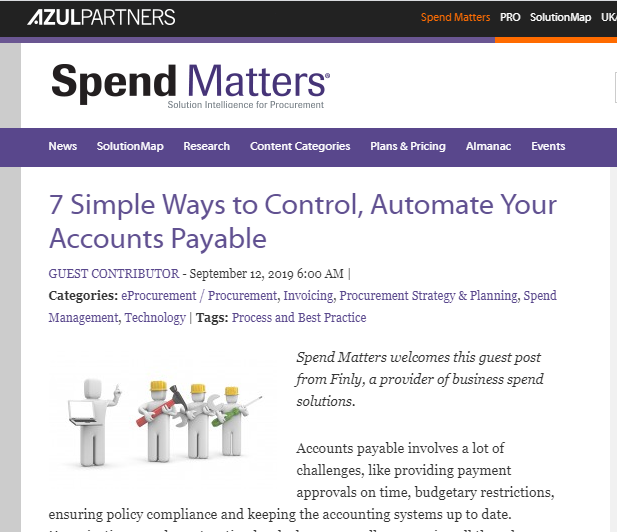 AZULPARTNERS
Spend Matters PRO SolutionMap UK/
Spend Matters®
Solution Intelligence for Procurement
News SolutionMap Research Content Categories Plans & Pricing Almanac Events
7 Simple Ways to Control, Automate Your
Accounts Payable
GUEST CONTRIBUTOR - September 12, 2019 6:00 AM |
Categories: eProcurement / Procurement, Invoicing, Procurement Strategy & Planning, Spend
Management, Technology | Tags: Process and Best Practice
Spend Matters welcomes this guest post
from Finly, a provider of business spend
solutions.
Accounts payable involves a lot of
challenges, like providing payment
approvals on time, budgetary restrictions,
ensuring policy compliance and keeping the accounting systems up to date.